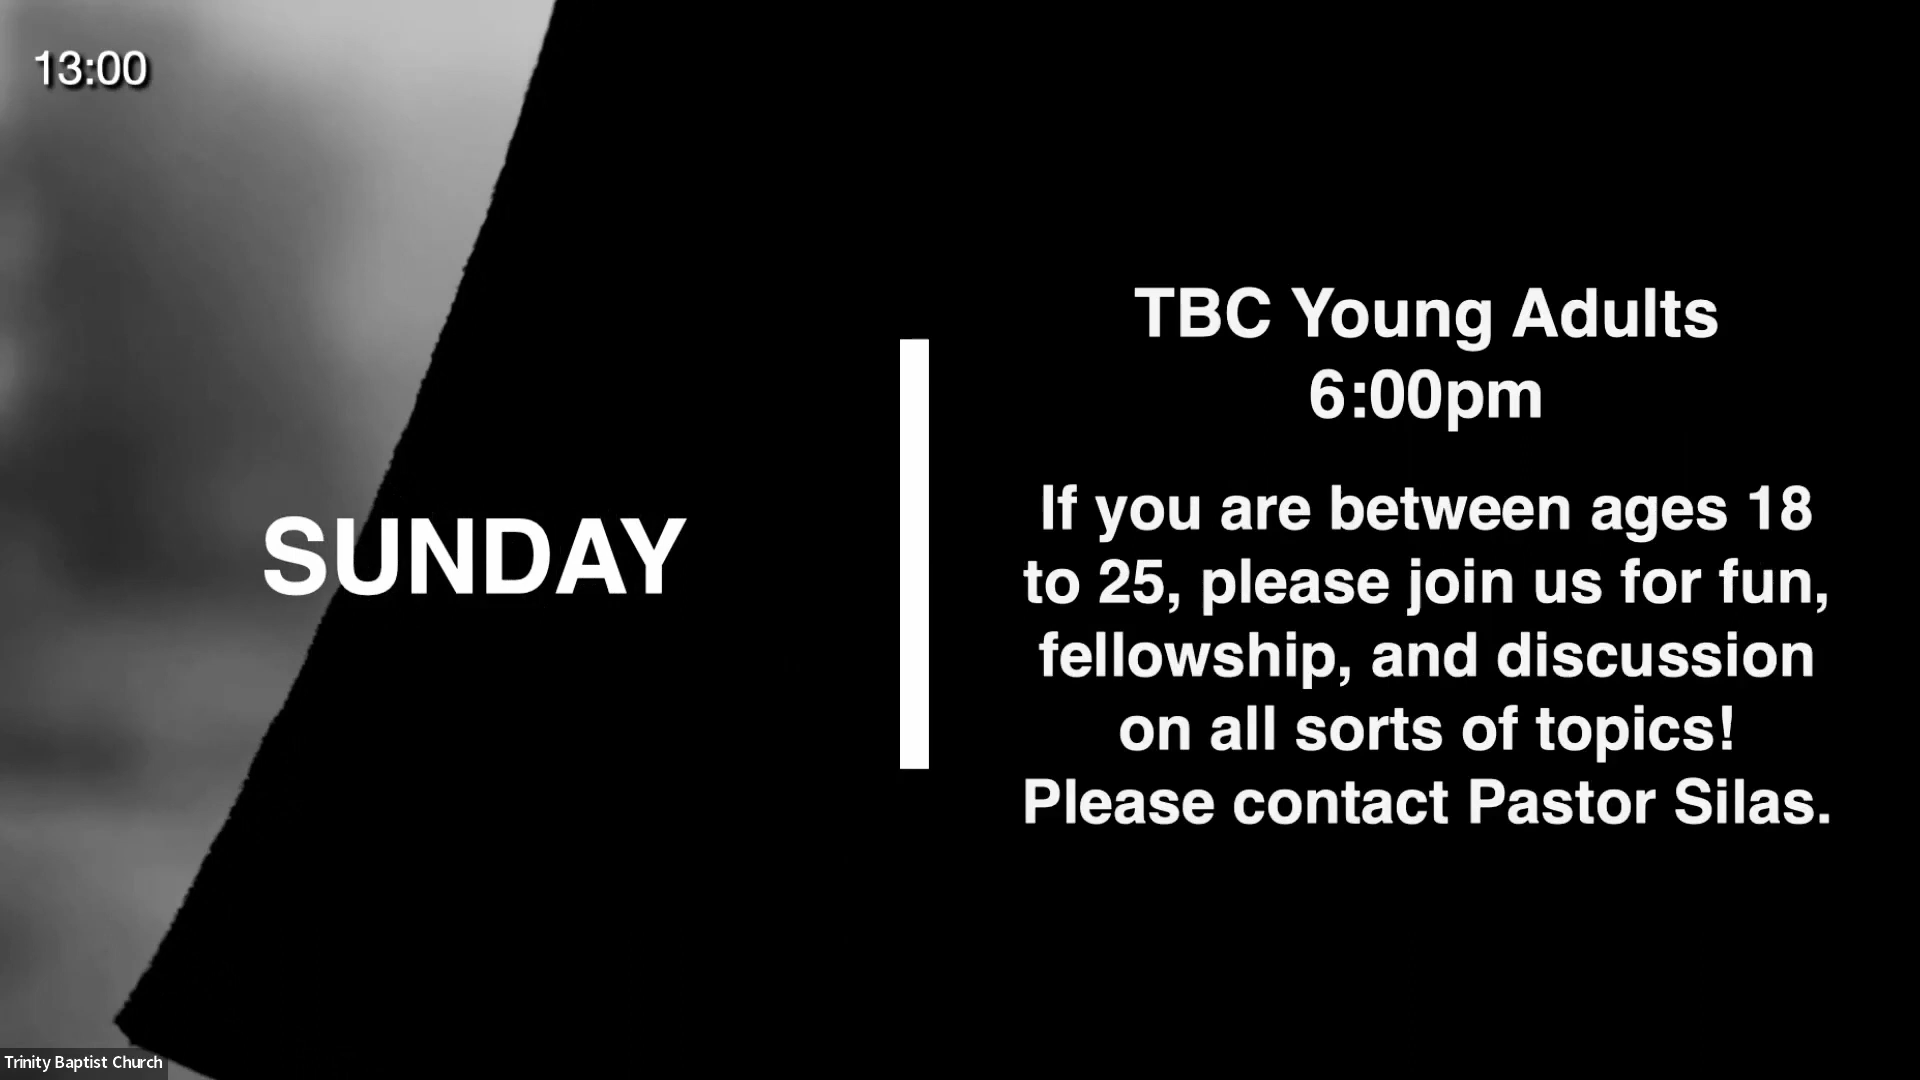 13:00
SUNDAY
TBC Young Adults
6:00pm
If you are between ages 18
to 25, please join us for fun,
fellowship, and discussion
on all sorts of topics!
Please contact Pastor Silas.
Trinity Baptist Church